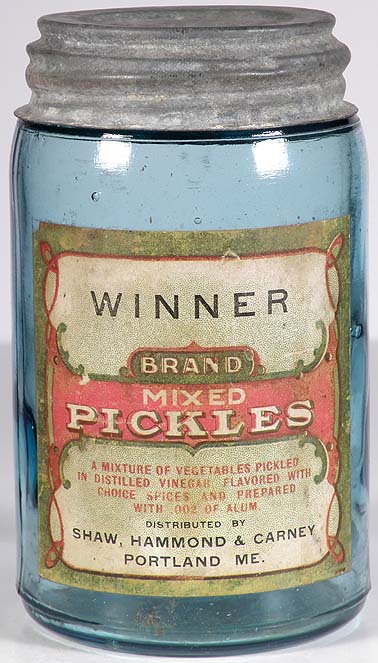 WINNER
BRAND
MIXED
PICKLES
A MIXTURE OF VEGETABLES PICKLED
IN DISTILLED VINEGAR, FLAVORED WITH
CHOICE SPICES AND PREPARED
WITH .002 OF ALUM.
DISTRIBUTED BY
SHAW, HAMMOND & CARNEY
PORTLAND ME.